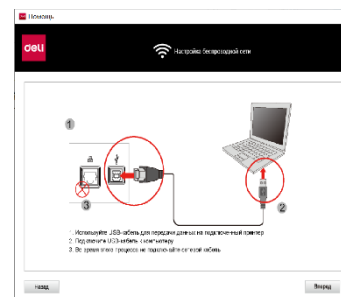 Помощь
deli
Настройка беспроводной сети
1
3
2
1. Используйте USB-кабель для передачи данных на подключенный принтер
2. Подключите USB-кабель к компьютеру
3. Во время этого процесса не подключайте сетевой кабель.
Назад
Вперед